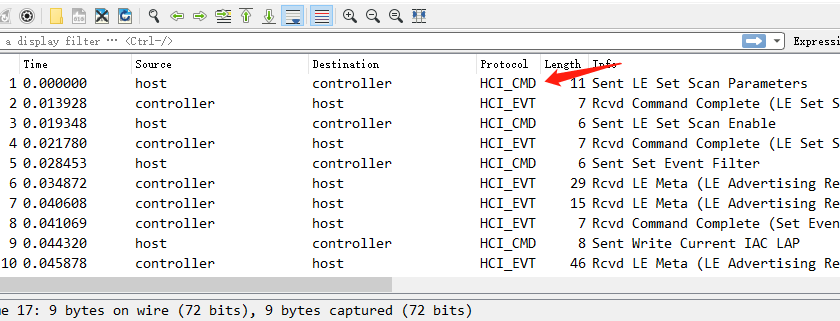 a display filter … <Ctrl-/>
Expressi
Time Source Destination Protocol Length Info
1 0.000000 host controller HCI_CMD 11 Sent LE Set Scan Parameters
2 0.013928 controller host HCI_EVT 7 Rcvd Command Complete (LE Set S
3 0.019348 host controller HCI_CMD 6 Sent LE Set Scan Enable
4 0.021780 controller host HCI_EVT 7 Rcvd Command Complete (LE Set S
5 0.028453 host controller HCI_CMD 6 Sent Set Event Filter
6 0.034872 controller host HCI_EVT 29 Rcvd LE Meta (LE Advertising Re
7 0.040608 controller host HCI_EVT 15 Rcvd LE Meta (LE Advertising Re
8 0.041069 controller host HCI_EVT 7 Rcvd Command Complete (Set Even
9 0.044320 host controller HCI_CMD 8 Sent Write Current IAC LAP
10 0.045878 controller host HCI_EVT 46 Rcvd LE Meta (LE Advertising Re
e 17: 9 bytes on wire (72 bits), 9 bytes captured (72 bits)